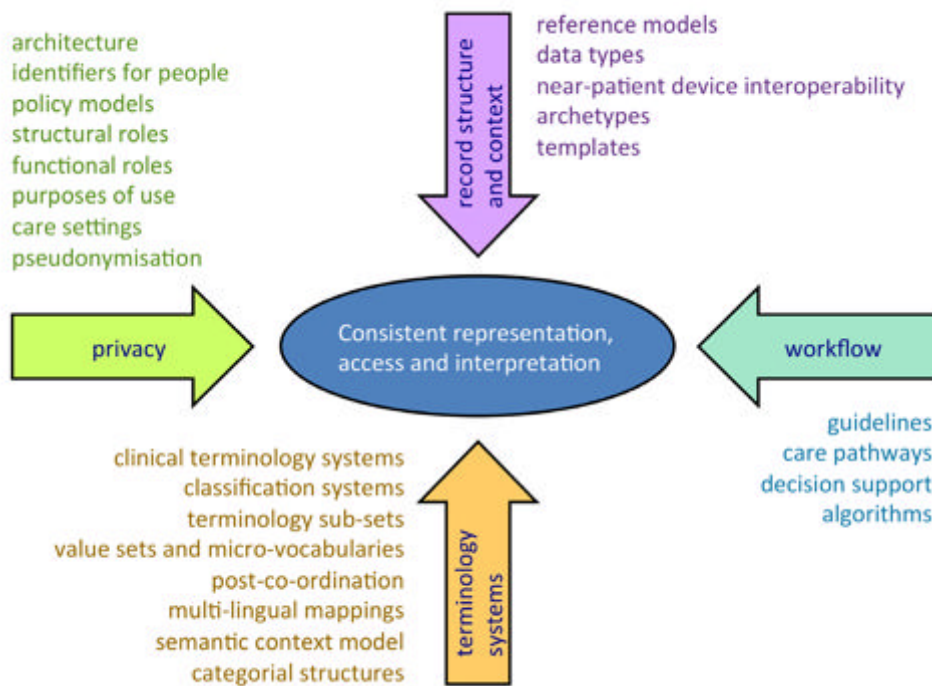 architecture
identifiers for people
policy models
structural roles
functional roles
purposes of use
care settings
pseudonymisation
record structure
and context
reference models
data types
near-patient device interoperability
archetypes
templates
privacy
Consistent representation,
access and interpretation
workflow
guidelines
care pathways
decision support
algorithms
clinical terminology systems
classification systems
terminology sub-sets
value sets and micro-vocabularies
post-co-ordination
multi-lingual mappings
semantic context model
categorial structures
terminology
systems